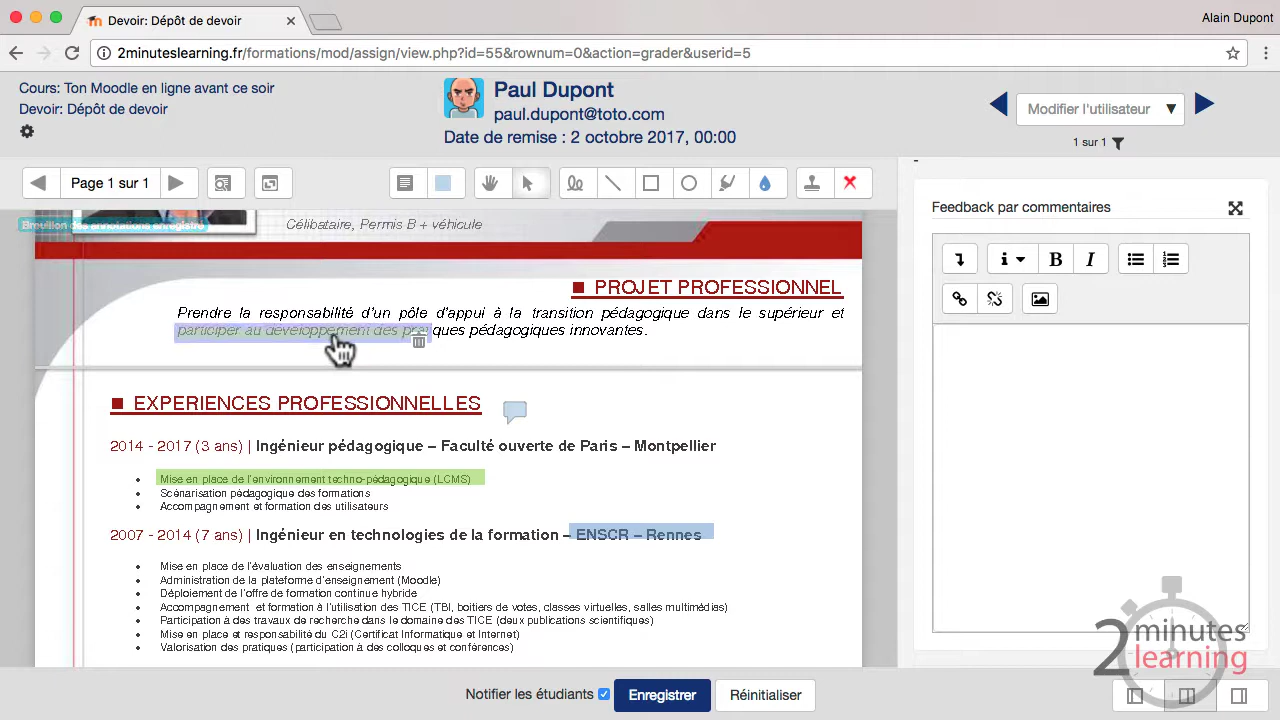 Devoir: Dépôt de devoir
Alain Dupont
2minuteslearning.fr/formations/mod/assign/view.php?id=55&rownum=0&action=grader&userid=5
Cours: Ton Moodle en ligne avant ce soir
Devoir: Dépôt de devoir
Paul Dupont
paul.dupont@toto.com
Date de remise : 2 octobre 2017, 00:00
Modifier l'utilisateur
1 sur 1
Page 1 sur 1
Brouillon des annotations enregistré
Célibataire, Permis B + véhicule
PROJET PROFESSIONNEL
Prendre la responsabilité d'un pôle d'appui à la transition pédagogique dans le supérieur et
participer au développement des pratiques pédagogiques innovantes.
EXPERIENCES PROFESSIONNELLES
2014 - 2017 (3 ans) | Ingénieur pédagogique – Faculté ouverte de Paris – Montpellier
• Mise en place de l'environnement techno-pédagogique (LCMS)
• Scénarisation pédagogique des formations
• Accompagnement et formation des utilisateurs
2007 - 2014 (7 ans) | Ingénieur en technologies de la formation – ENSCR – Rennes
• Mise en place de l'évaluation des enseignements
• Administration de la plateforme d'enseignement (Moodle)
• Déploiement de l'offre de formation continue hybride
• Accompagnement et formation à l'utilisation des TICE (TBI, boitiers de votes, classes virtuelles, salles multimédias)
• Participation à des travaux de recherche dans le domaine des TICE (deux publications scientifiques)
• Mise en place et responsabilité du C2i (Certificat Informatique et Internet)
• Valorisation des pratiques (participation à des colloques et conférences)
Feedback par commentaires
B I
2 minutes
learning
Notifier les étudiants
Enregistrer
Réinitialiser